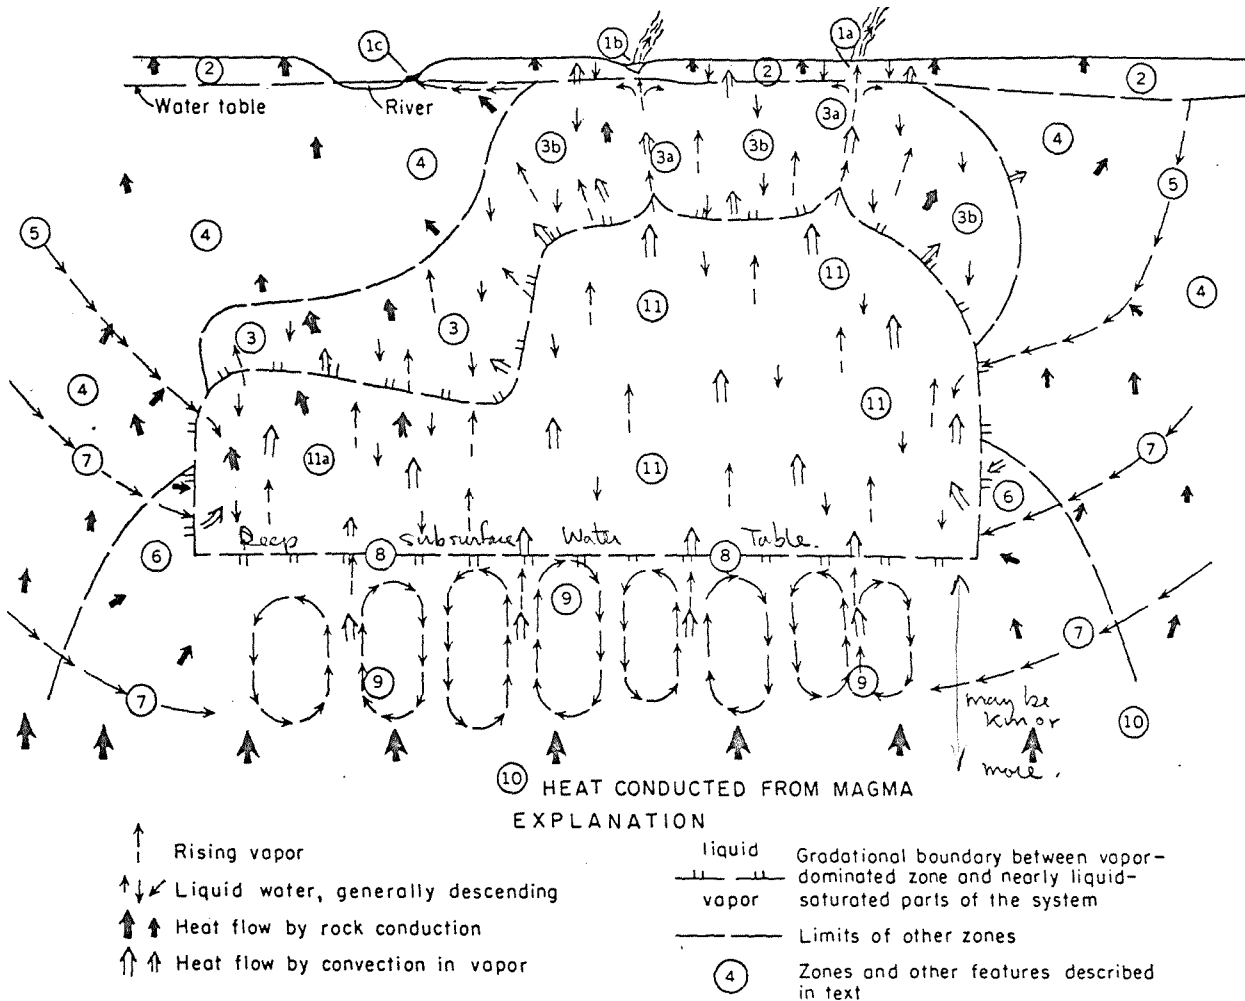 1c
1b
1a
2
2
2
Water table
River
3a
4
3b
3a
3b
4
5
5
4
3b
4
11
11
3
3
4
11
7
11a
11
7
6
6
Deep Subsurface Water Table.
8
8
9
7
9
9
7
may be
Km or
more.
10
10 HEAT CONDUCTED FROM MAGMA
EXPLANATION
Rising vapor
Liquid water, generally descending
Heat flow by rock conduction
Heat flow by convection in vapor
liquid
vapor
Gradational boundary between vapor-
dominated zone and nearly liquid-
saturated parts of the system
Limits of other zones
4
Zones and other features described
in text